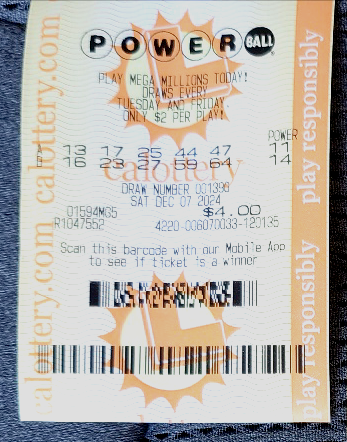 POWERBALL
PLAY MEGA MILLIONS TODAY!
DRAWS EVERY
TUESDAY AND FRIDAY.
ONLY $2 PER PLAY!
POWER
13 17 25 44 47 11
16 23 27 59 64 14
calottery
DRAW NUMBER 001396
SAT DEC 07 2024
$4.00
R1047552 4220-006070033-120135
Scan this barcode with our Mobile App
to see if ticket is a winner
calottery.com calottery.com
play responsibly play responsibly